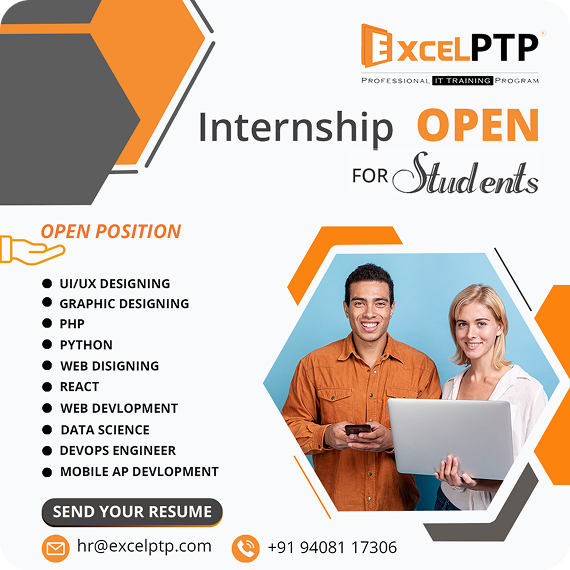 EXCELPTP
PROFESSIONAL IT TRAINING PROGRAM
Internship OPEN
FOR Students
OPEN POSITION
UI/UX DESIGNING
GRAPHIC DESIGNING
PHP
PYTHON
WEB DISIGNING
REACT
WEB DEVLOPMENT
DATA SCIENCE
DEVOPS ENGINEER
MOBILE AP DEVLOPMENT
SEND YOUR RESUME
hr@excelptp.com +91 94081 17306